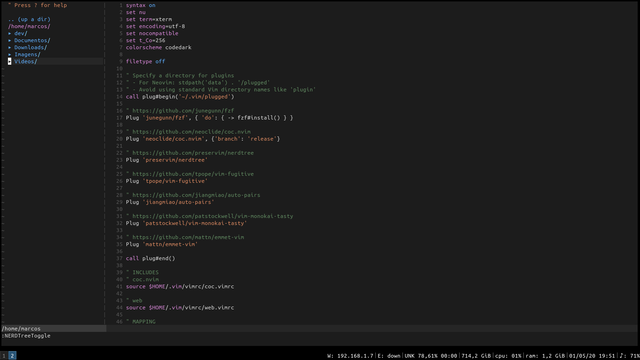 " Press ! for help
.. (up a dir)
/home/marcos/
▸ dev/
▸ Documentos/
▸ Downloads/
▸ Imagens/
▸ Videos/
/home/marcos
:NERDTreeToggle
1 syntax on
2 set nu
3 set term=xterm
4 set encoding=utf-8
5 set nocompatible
6 set t_Co=256
7 colorscheme codedark
8
9 filetype off
10
11 " Specify a directory for plugins
12 " - For Neovim: stdpath('data') . '/plugged'
13 " - Avoid using standard Vim directory names like 'plugin'
14 call plug#begin('~/.vim/plugged')
15
16 " https://github.com/junegunn/fzf
17 Plug 'junegunn/fzf', { 'do': { -> fzf#install() } }
18
19 " https://github.com/neoclide/coc.nvim
20 Plug 'neoclide/coc.nvim', {'branch': 'release'}
21
22 " https://github.com/preservim/nerdtree
23 Plug 'preservim/nerdtree'
24
25 " https://github.com/tpope/vim-fugitive
26 Plug 'tpope/vim-fugitive'
27
28 " https://github.com/jiangmiao/auto-pairs
29 Plug 'jiangmiao/auto-pairs'
30
31 " https://github.com/patstockwell/vim-monokai-tasty
32 Plug 'patstockwell/vim-monokai-tasty'
33
34 " https://github.com/mattn/emmet-vim
35 Plug 'mattn/emmet-vim'
36
37 call plug#end()
38
39 " INCLUDES
40 " coc.nvim
41 source $HOME/.vim/vimrc/coc.vimrc
42
43 " web
44 source $HOME/.vim/vimrc/web.vimrc
45
46 " MAPPING
1 2
W: 192.168.1.7| E: down|UNK 78,61% 00:00|714,2 GiB|cpu: 01%|ram: 1,2 GiB|01/05/20 19:51|♪: 71%